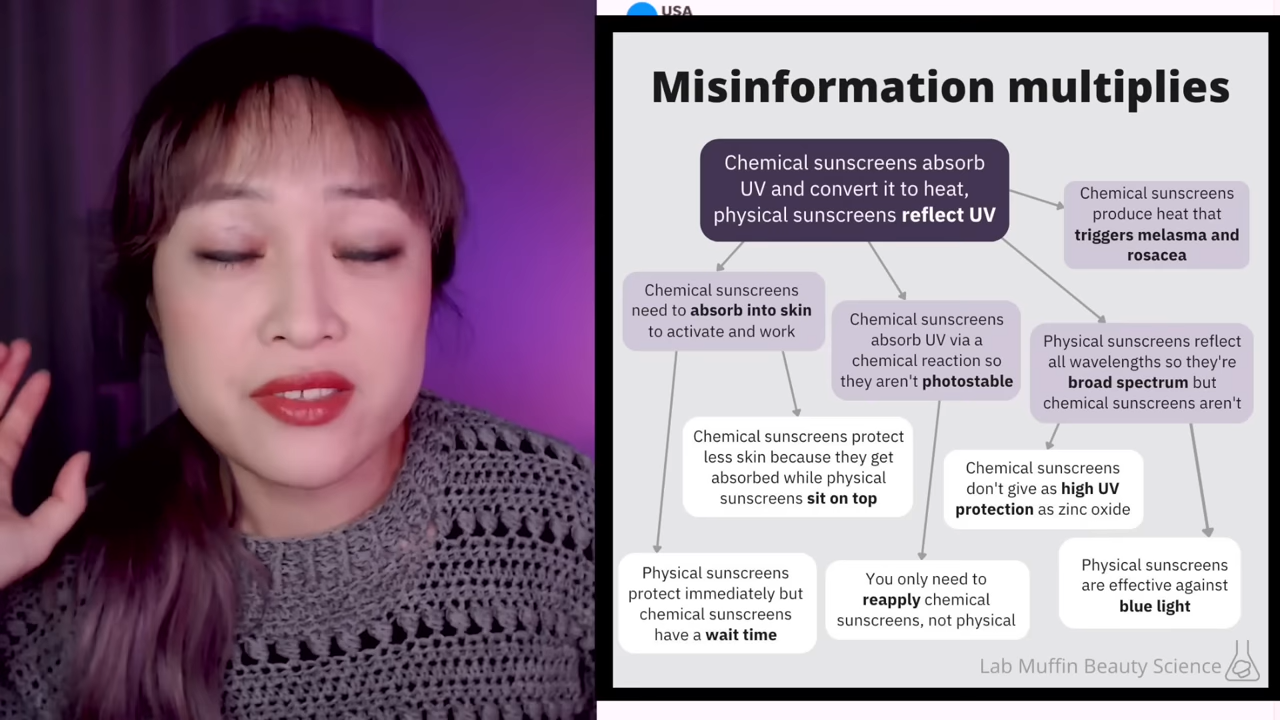 USA
Misinformation multiplies
Chemical sunscreens absorb
UV and convert it to heat,
physical sunscreens reflect UV
Chemical sunscreens
produce heat that
triggers melasma and
rosacea
Chemical sunscreens
need to absorb into skin
to activate and work
Chemical sunscreens
absorb UV via a
chemical reaction so
they aren't photostable
Physical sunscreens reflect
all wavelengths so they're
broad spectrum but
chemical sunscreens aren't
Chemical sunscreens protect
less skin because they get
absorbed while physical
sunscreens sit on top
Chemical sunscreens
don't give as high UV
protection as zinc oxide
Physical sunscreens
protect immediately but
chemical sunscreens
have a wait time
You only need to
reapply chemical
sunscreens, not physical
Physical sunscreens
are effective against
blue light
Lab Muffin Beauty Science